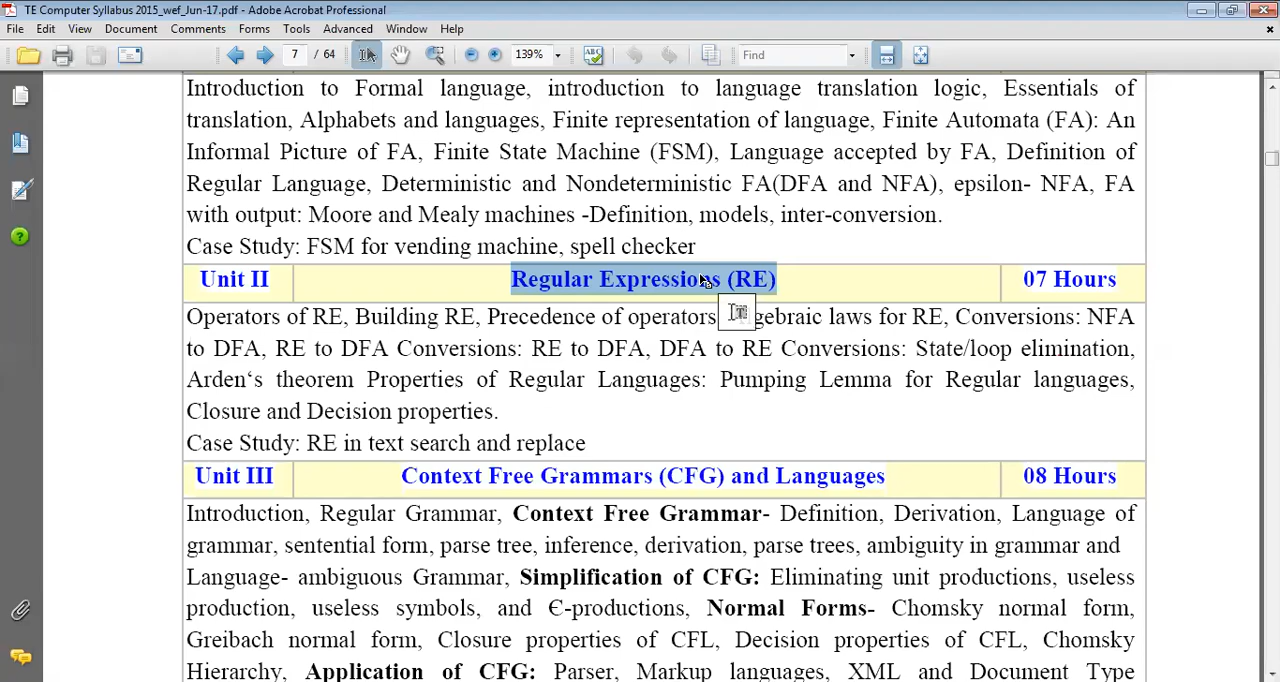 TE Computer Syllabus 2015_wef_Jun-17.pdf - Adobe Acrobat Professional
File Edit View Document Comments Forms Tools Advanced Window Help
7 / 64 139% Find
Introduction to Formal language, introduction to language translation logic, Essentials of
translation, Alphabets and languages, Finite representation of language, Finite Automata (FA): An
Informal Picture of FA, Finite State Machine (FSM), Language accepted by FA, Definition of
Regular Language, Deterministic and Nondeterministic FA(DFA and NFA), epsilon- NFA, FA
with output: Moore and Mealy machines -Definition, models, inter-conversion.
Case Study: FSM for vending machine, spell checker
Unit II Regular Expressions (RE) 07 Hours
Operators of RE, Building RE, Precedence of operators, gebraic laws for RE, Conversions: NFA
to DFA, RE to DFA Conversions: RE to DFA, DFA to RE Conversions: State/loop elimination,
Arden‘s theorem Properties of Regular Languages: Pumping Lemma for Regular languages,
Closure and Decision properties.
Case Study: RE in text search and replace
Unit III Context Free Grammars (CFG) and Languages 08 Hours
Introduction, Regular Grammar, Context Free Grammar- Definition, Derivation, Language of
grammar, sentential form, parse tree, inference, derivation, parse trees, ambiguity in grammar and
Language- ambiguous Grammar, Simplification of CFG: Eliminating unit productions, useless
production, useless symbols, and Є-productions, Normal Forms- Chomsky normal form,
Greibach normal form, Closure properties of CFL, Decision properties of CFL, Chomsky
Hierarchy, Application of CFG: Parser, Markup languages, XML and Document Type